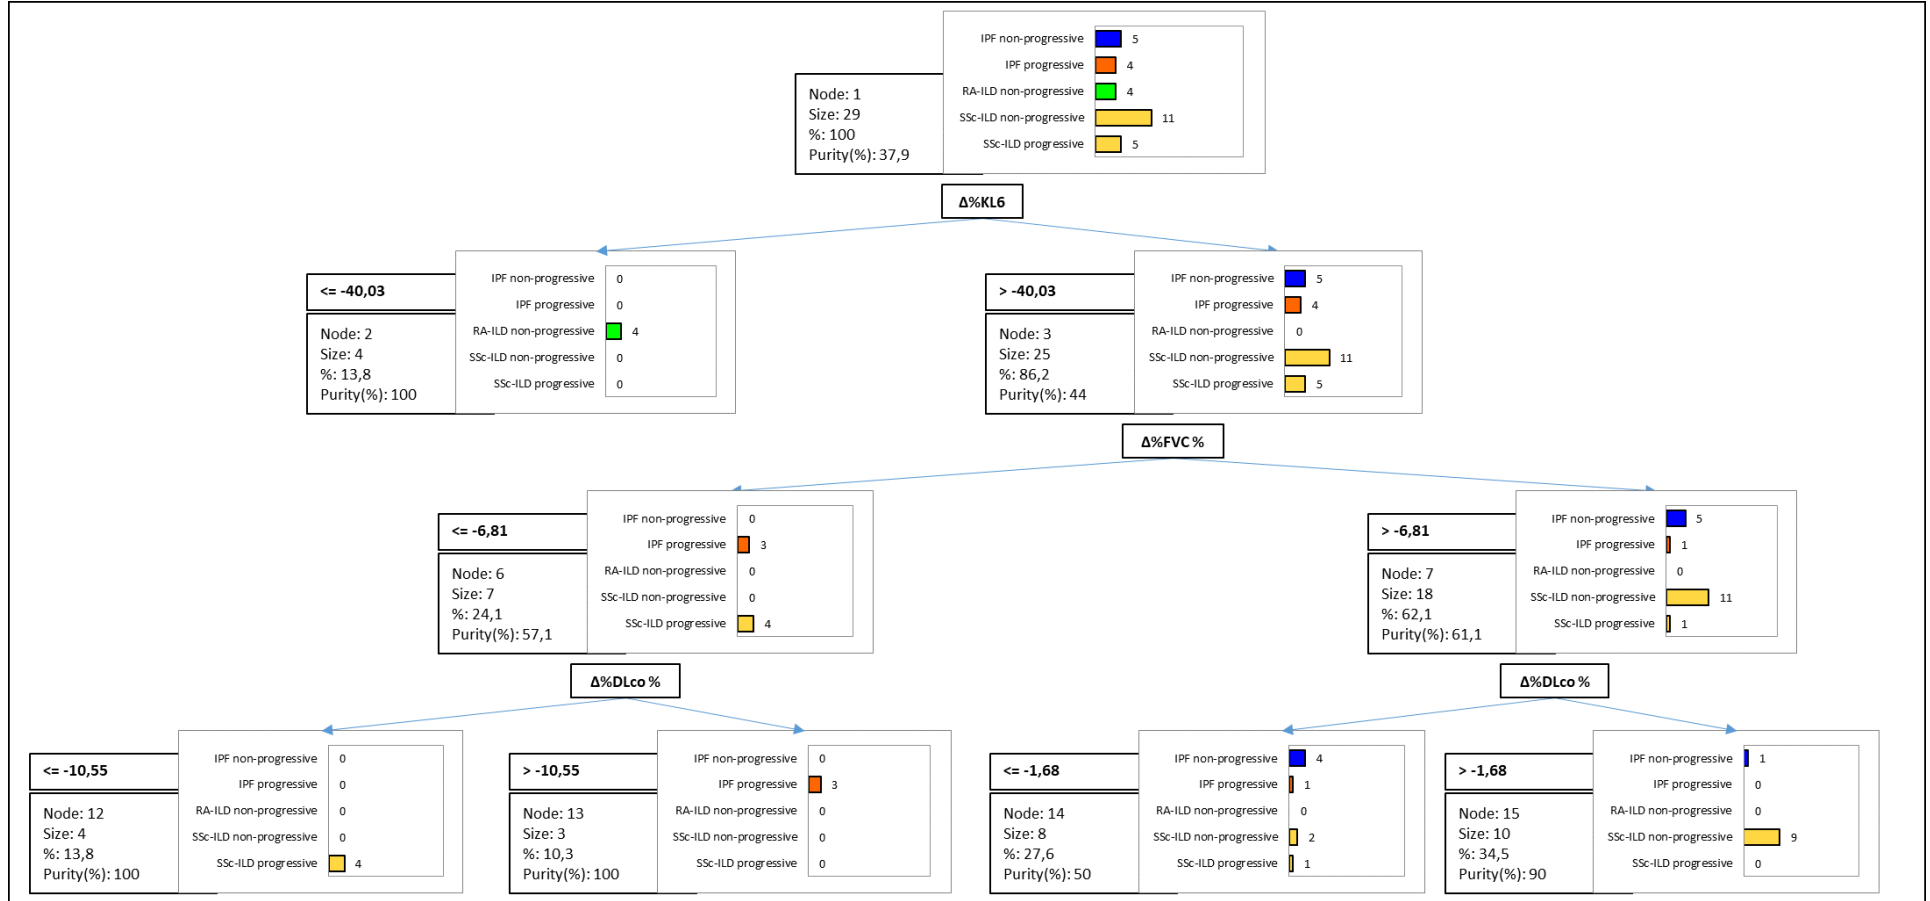 IPF non-progressive 5
IPF progressive 4
RA-ILD non-progressive 4
SSc-ILD non-progressive 11
SSc-ILD progressive 5
Node: 1
Size: 29
%: 100
Purity(%): 37,9
Δ%KL6
<= -40,03
Node: 2
Size: 4
%: 13,8
Purity(%): 100
IPF non-progressive 0
IPF progressive 0
RA-ILD non-progressive 4
SSc-ILD non-progressive 0
SSc-ILD progressive 0
> -40,03
Node: 3
Size: 25
%: 86,2
Purity(%): 44
IPF non-progressive 5
IPF progressive 4
RA-ILD non-progressive 0
SSc-ILD non-progressive 11
SSc-ILD progressive 5
Δ%FVC %
<= -6,81
Node: 6
Size: 7
%: 24,1
Purity(%): 57,1
IPF non-progressive 0
IPF progressive 3
RA-ILD non-progressive 0
SSc-ILD non-progressive 0
SSc-ILD progressive 4
> -6,81
Node: 7
Size: 18
%: 62,1
Purity(%): 61,1
IPF non-progressive 5
IPF progressive 1
RA-ILD non-progressive 0
SSc-ILD non-progressive 11
SSc-ILD progressive 1
Δ%DLco %
Δ%DLco %
<= -10,55
Node: 12
Size: 4
%: 13,8
Purity(%): 100
IPF non-progressive 0
IPF progressive 0
RA-ILD non-progressive 0
SSc-ILD non-progressive 0
SSc-ILD progressive 4
> -10,55
Node: 13
Size: 3
%: 10,3
Purity(%): 100
IPF non-progressive 0
IPF progressive 3
RA-ILD non-progressive 0
SSc-ILD non-progressive 0
SSc-ILD progressive 0
<= -1,68
Node: 14
Size: 8
%: 27,6
Purity(%): 50
IPF non-progressive 4
IPF progressive 1
RA-ILD non-progressive 0
SSc-ILD non-progressive 2
SSc-ILD progressive 1
> -1,68
Node: 15
Size: 10
%: 34,5
Purity(%): 90
IPF non-progressive 1
IPF progressive 0
RA-ILD non-progressive 0
SSc-ILD non-progressive 9
SSc-ILD progressive 0